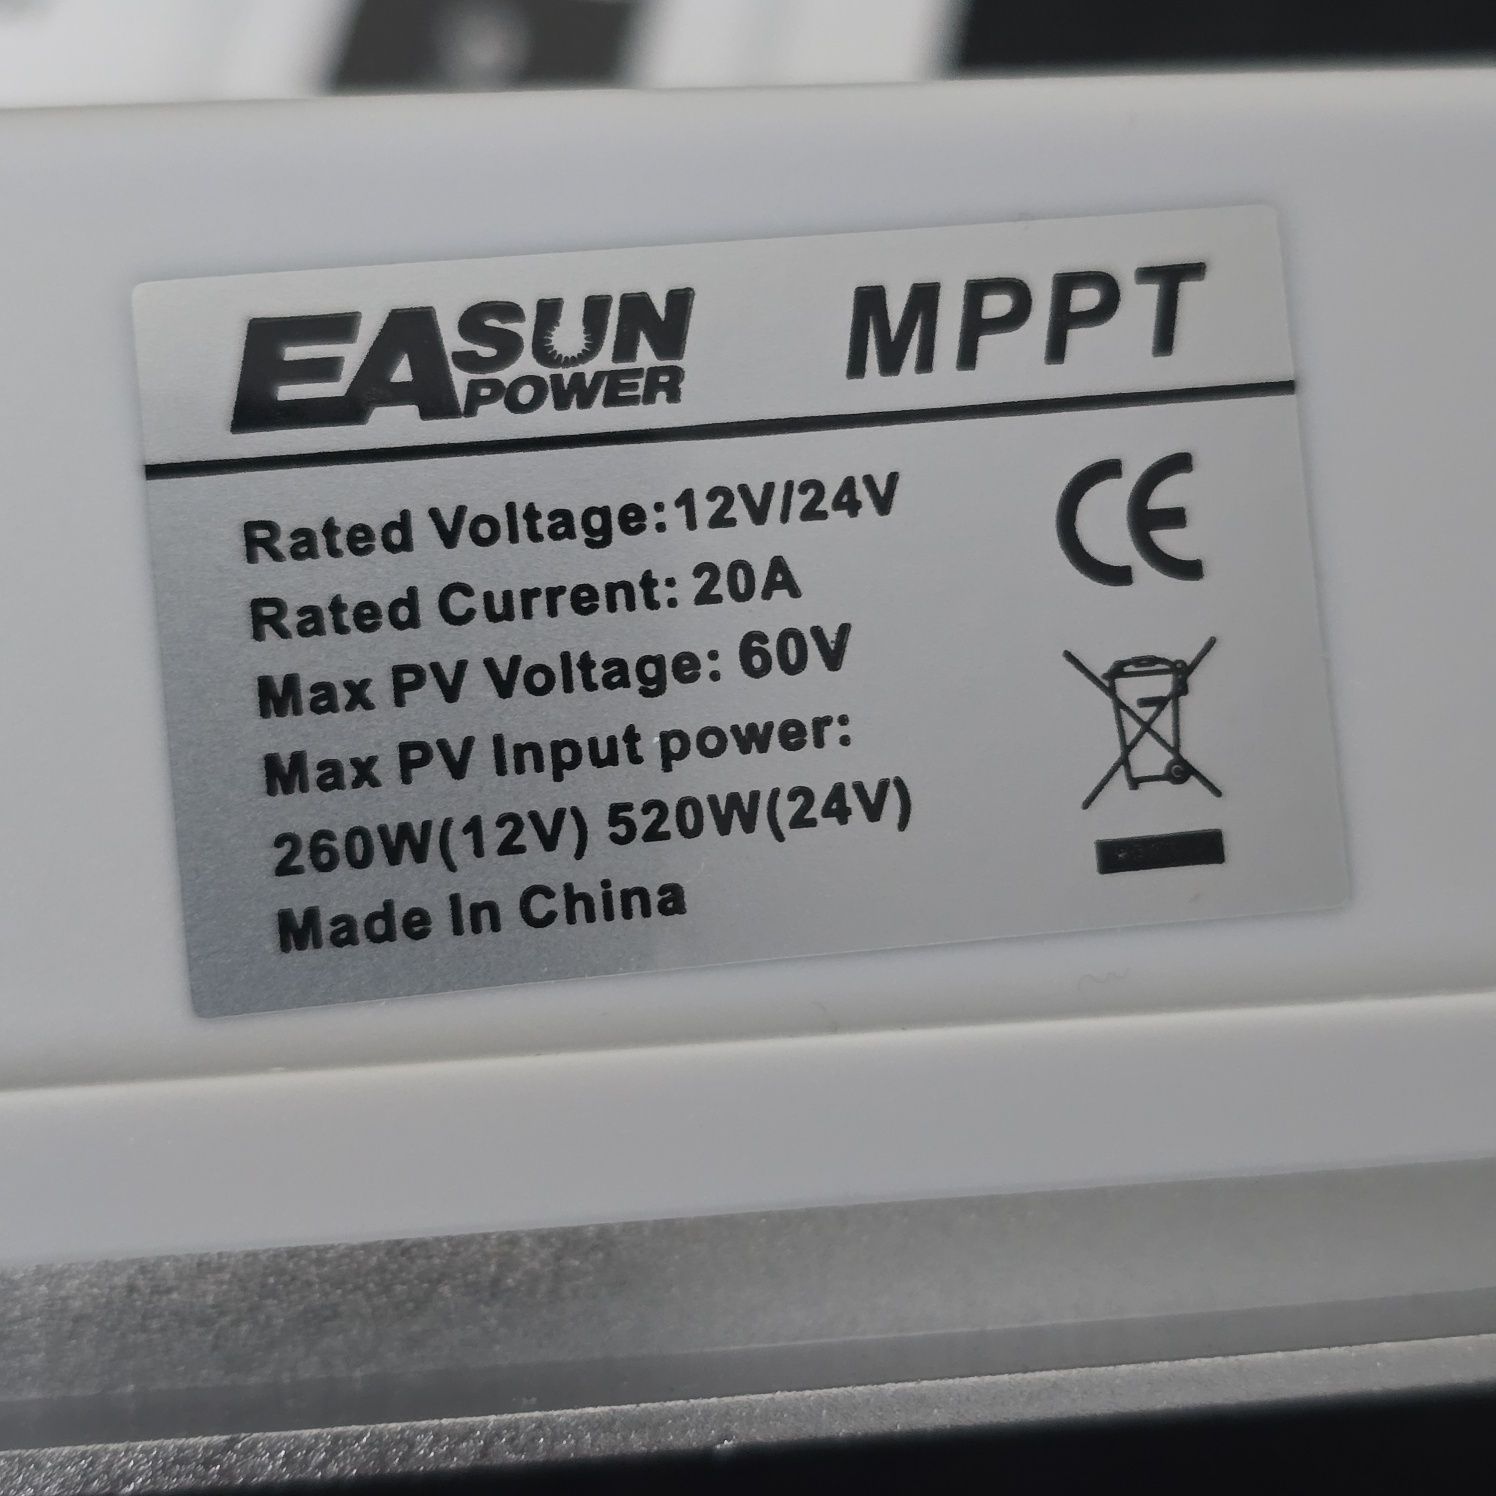 EASUN POWER MPPT
Rated Voltage:12V/24V
Rated Current: 20A
Max PV Voltage: 60V
Max PV Input power:
260W(12V) 520W(24V)
Made In China
CE